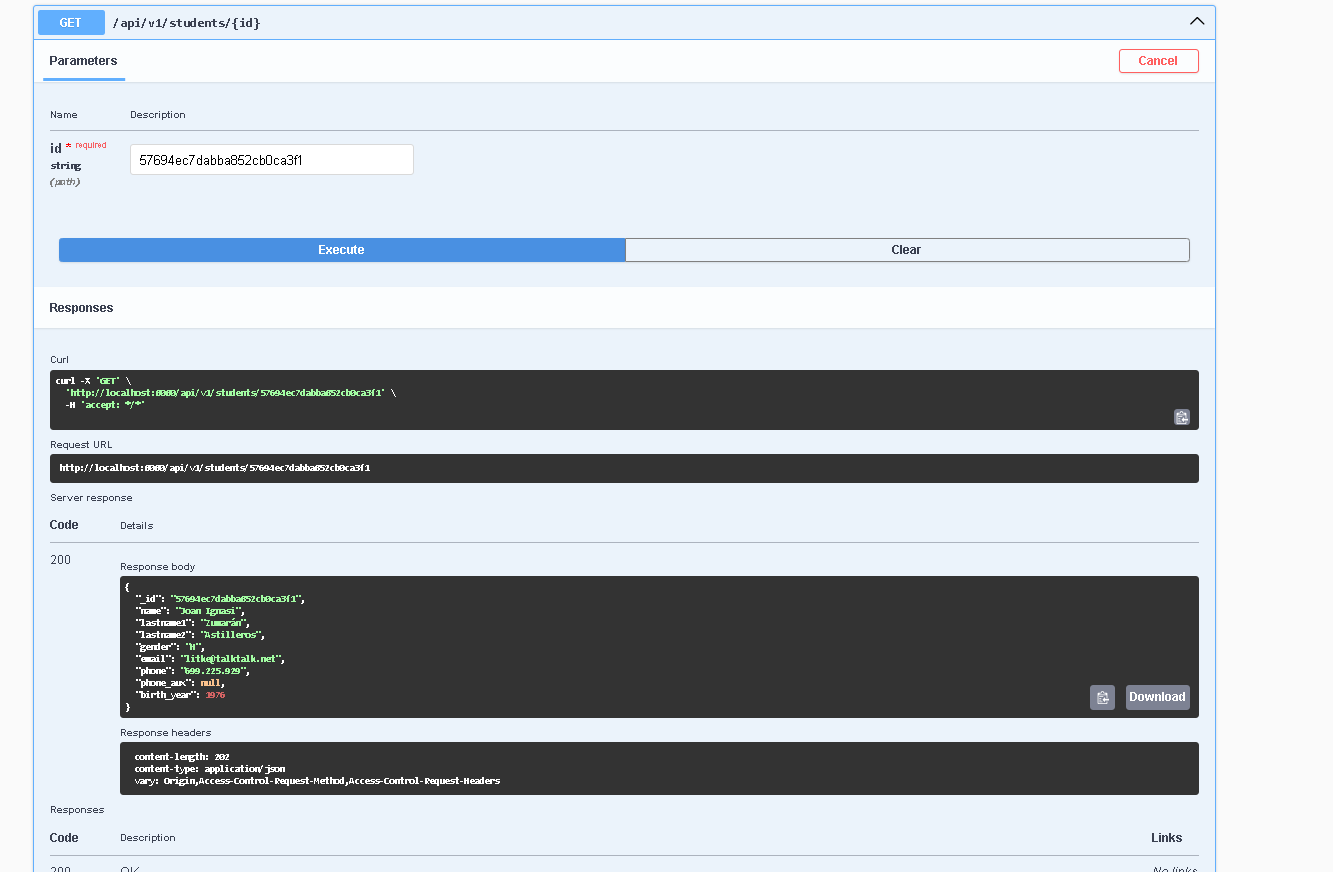 GET /api/v1/students/{id}
Parameters
Cancel
Name Description
id * required
57694ec7dabba852cb0ca3f1
string
(path)
Execute Clear
Responses
Curl
curl -X 'GET' \
'http://localhost:8080/api/v1/students/57694ec7dabba852cb0ca3f1' \
-H 'accept: */*'
Request URL
http://localhost:8080/api/v1/students/57694ec7dabba852cb0ca3f1
Server response
Code Details
200
Response body
{
"_id": "57694ec7dabba852cb0ca3f1",
"name": "Joan Ignasi",
"lastname1": "Zumarán",
"lastname2": "Astilleros",
"gender": "H",
"email": "litke@talktalk.net",
"phone": "699.225.929",
"phone_aux": null,
"birth_year": 1976
}
Download
Response headers
content-length: 202
content-type: application/json
vary: Origin,Access-Control-Request-Method,Access-Control-Request-Headers
Responses
Code Description Links
200 OK No links